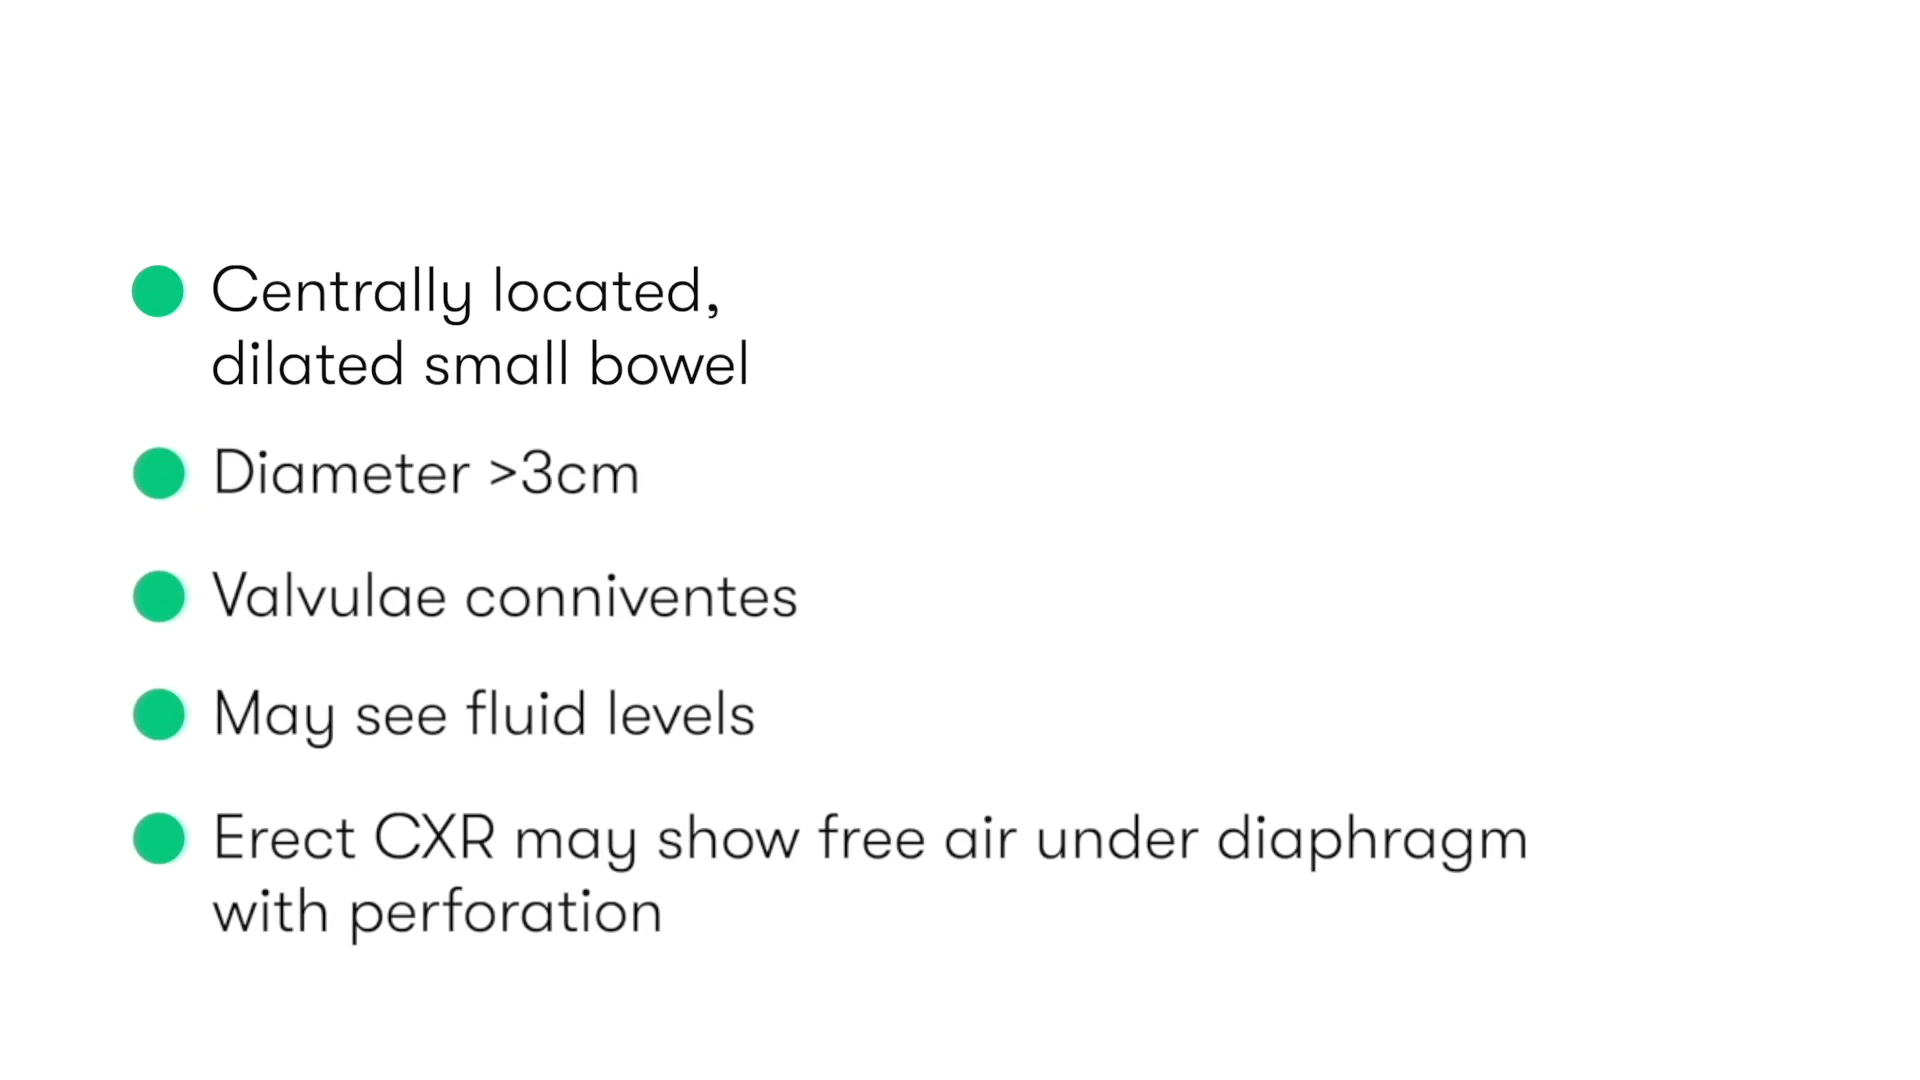 Centrally located,
dilated small bowel
Diameter >3cm
Valvulae conniventes
May see fluid levels
Erect CXR may show free air under diaphragm
with perforation